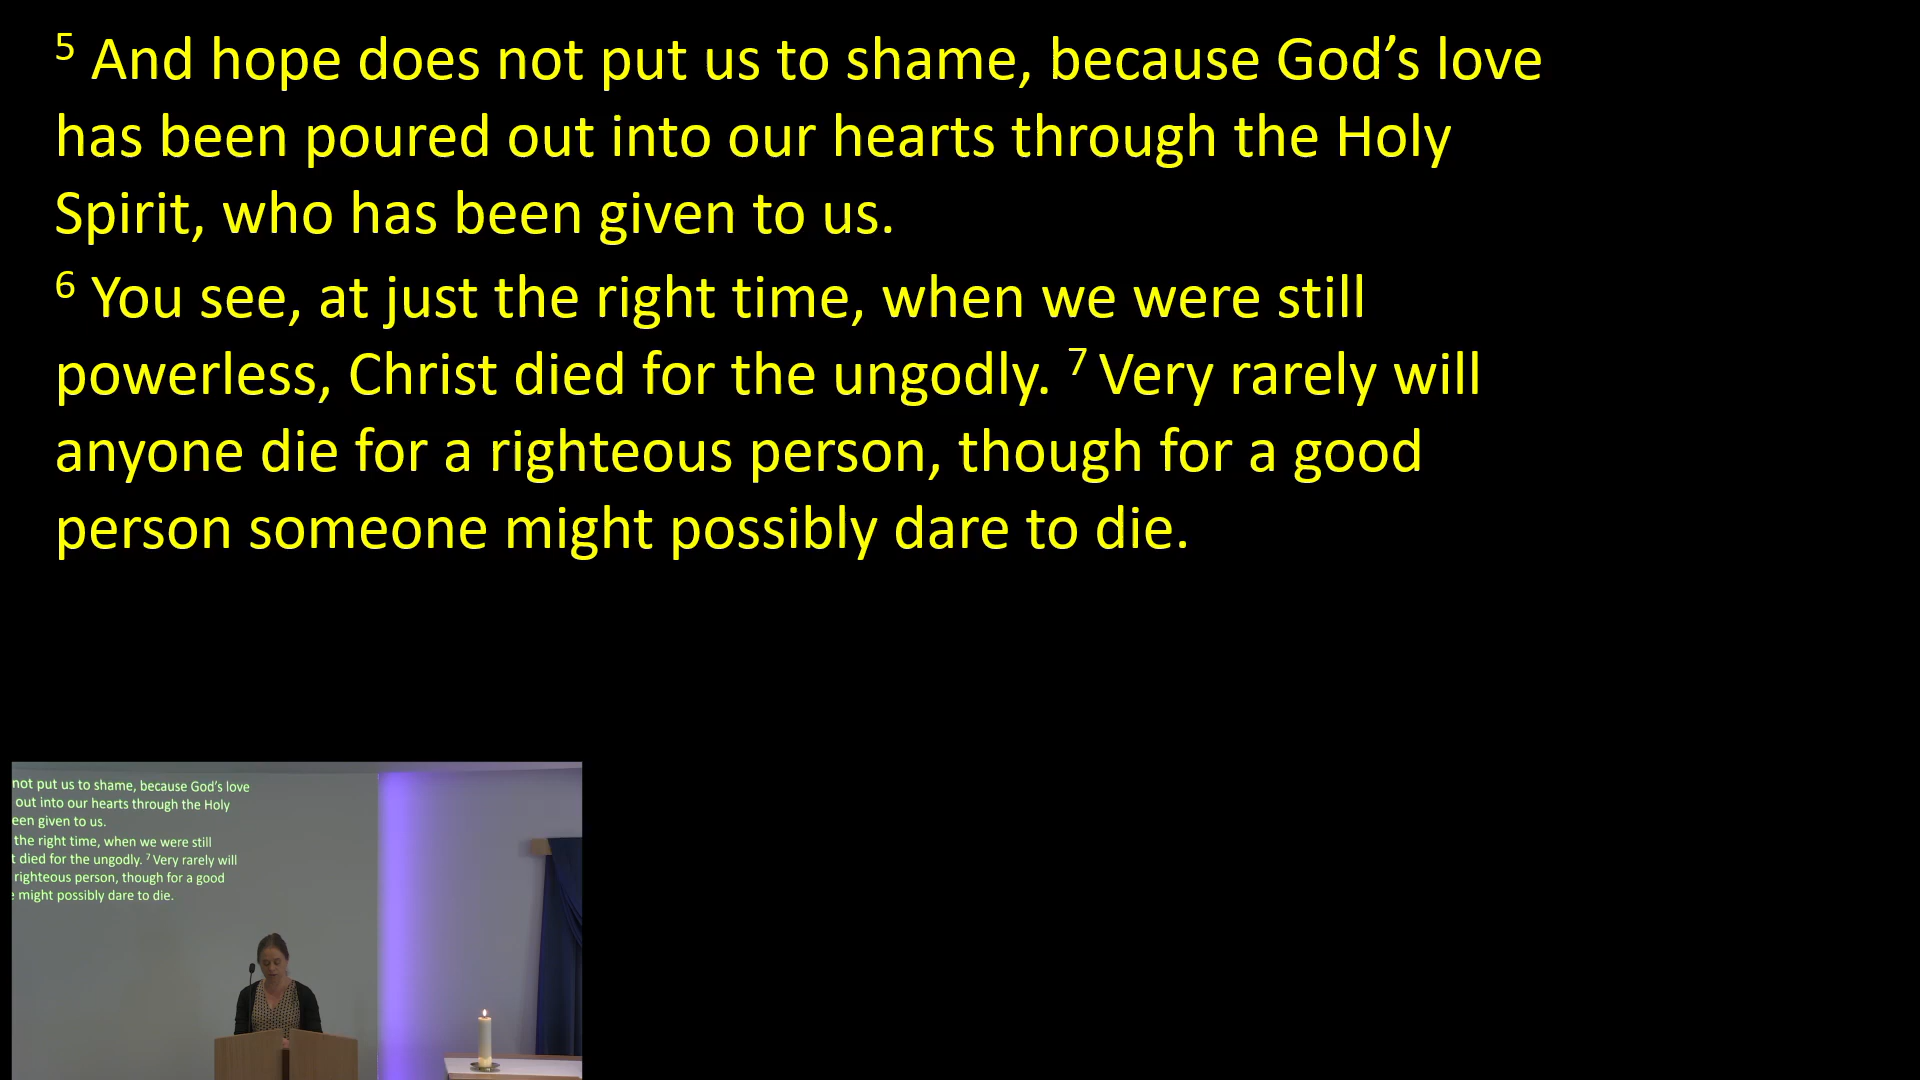 5 And hope does not put us to shame, because God’s love
has been poured out into our hearts through the Holy
Spirit, who has been given to us.
6 You see, at just the right time, when we were still
powerless, Christ died for the ungodly. 7 Very rarely will
anyone die for a righteous person, though for a good
person someone might possibly dare to die.
not put us to shame, because God’s love
out into our hearts through the Holy
een given to us.
the right time, when we were still
t died for the ungodly. 7 Very rarely will
righteous person, though for a good
e might possibly dare to die.